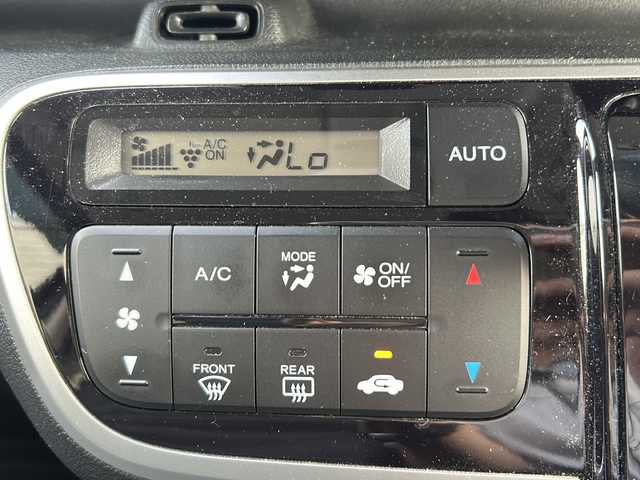 A/C
ON
Lo
AUTO
A/C
MODE
ON/
OFF
FRONT
REAR